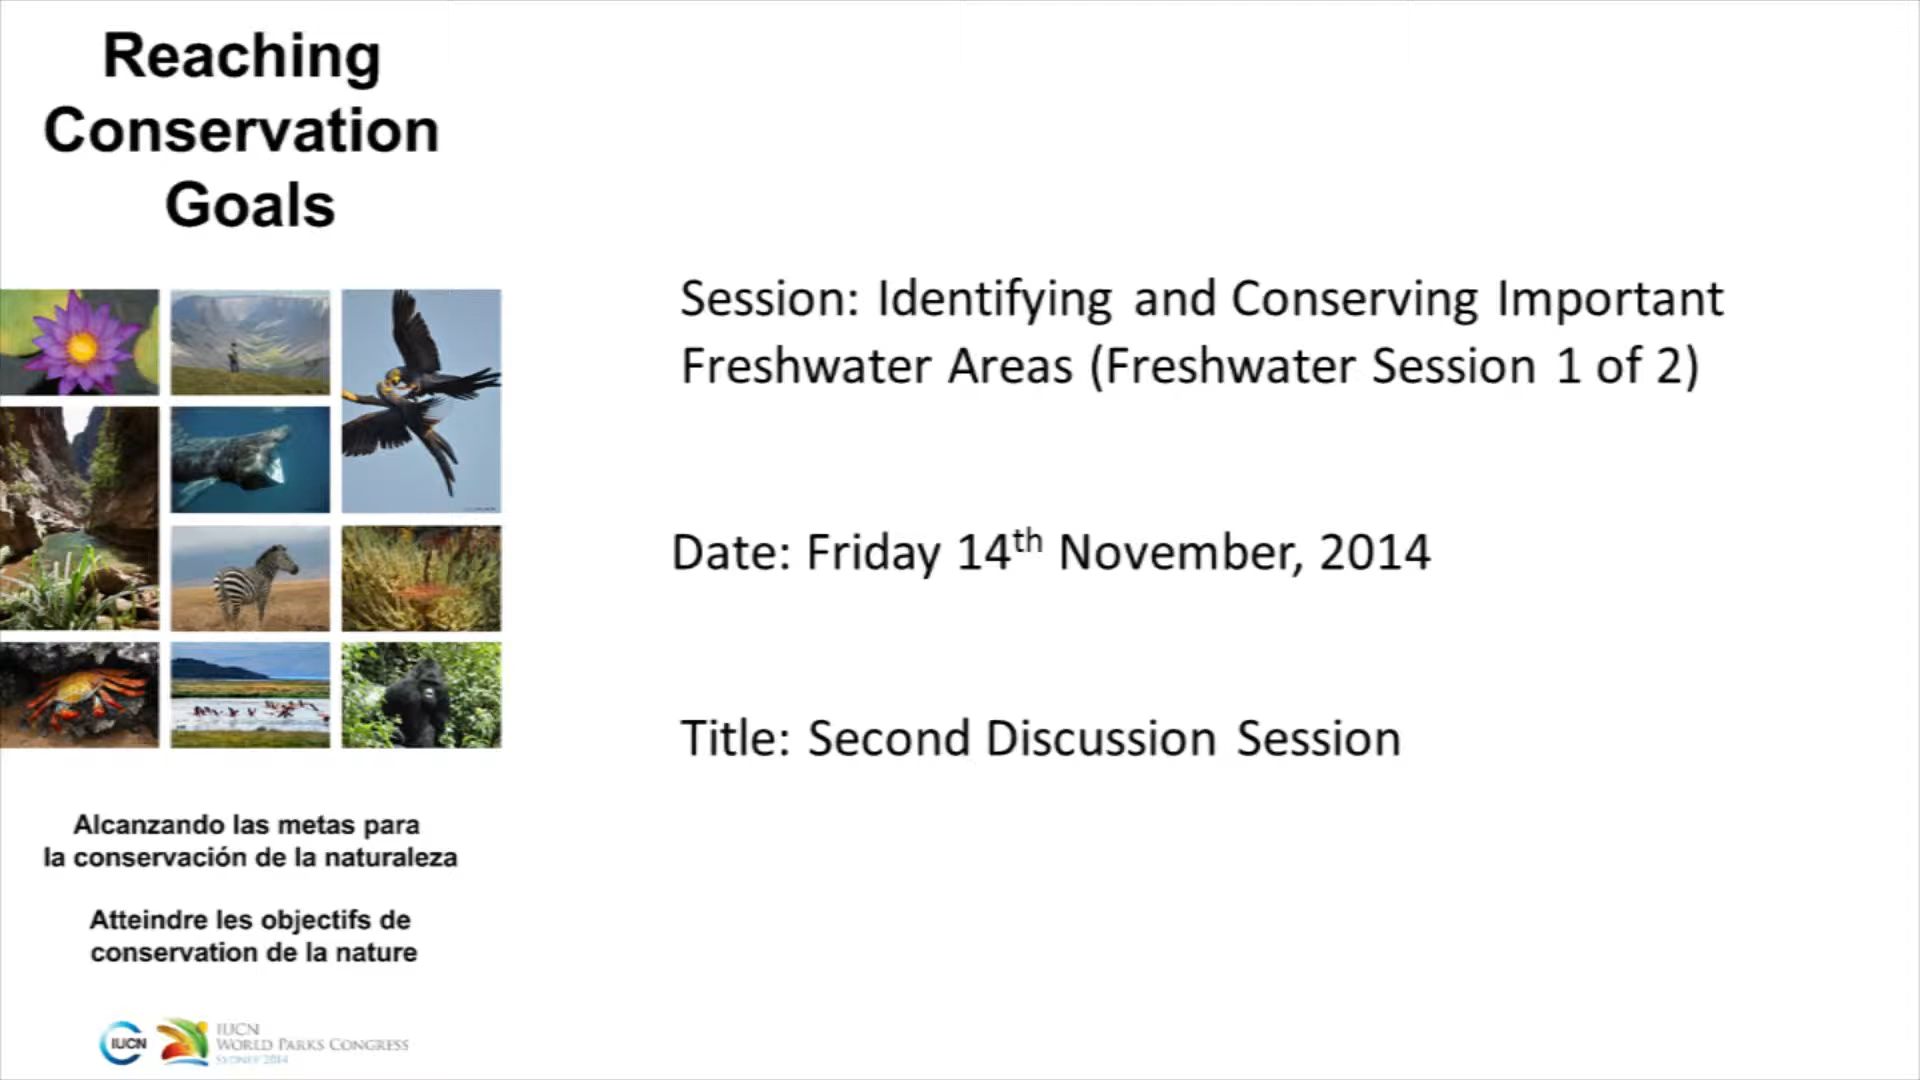 Reaching
Conservation
Goals
Session: Identifying and Conserving Important
Freshwater Areas (Freshwater Session 1 of 2)
Date: Friday 14th November, 2014
Title: Second Discussion Session
Alcanzando las metas para
la conservación de la naturaleza
Atteindre les objectifs de
conservation de la nature
IUCN
IUCN
WORLD PARKS CONGRESS
SYDNEY 2014